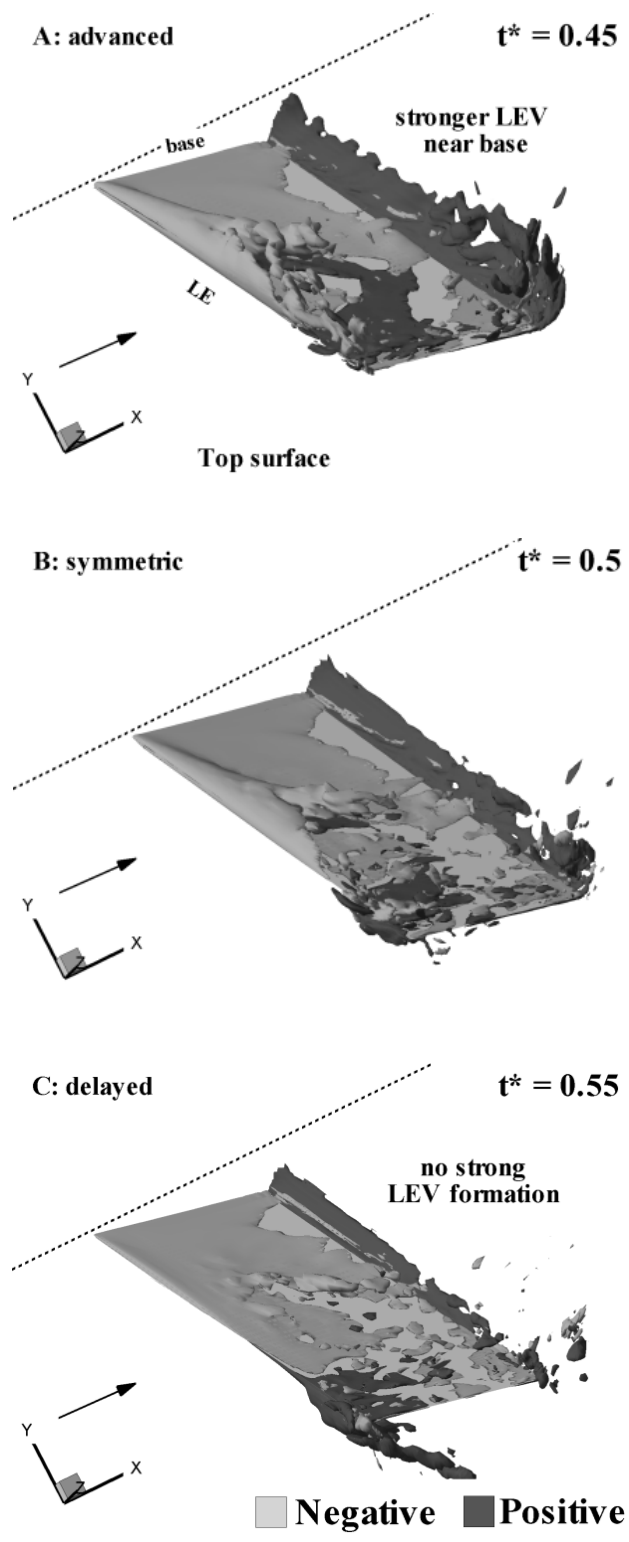 A: advanced
t* = 0.45
stronger LEV
near base
base
LE
Y
X
Z
Top surface
B: symmetric
t* = 0.5
Y
X
Z
C: delayed
t* = 0.55
no strong
LEV formation
Y
X
Z
Negative
Positive